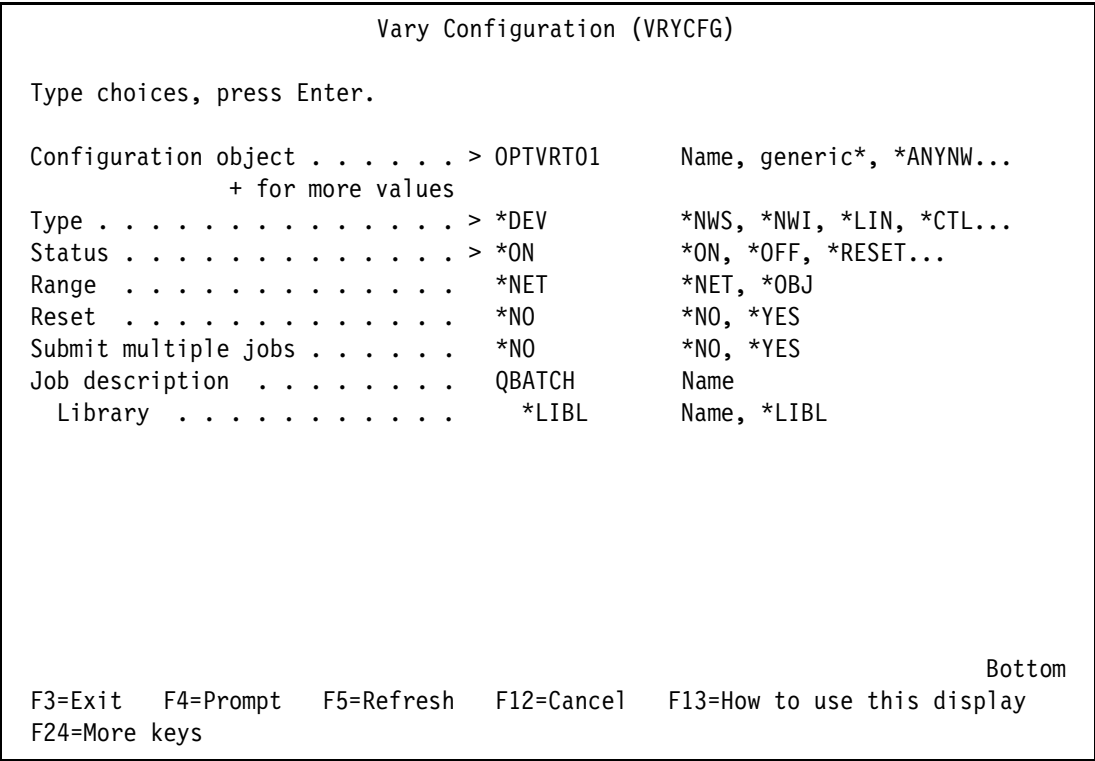 Vary Configuration (VRYCFG)
Type choices, press Enter.
Configuration object . . . . . . > OPTVRT01 Name, generic*, *ANYNW...
+ for more values
Type . . . . . . . . . . . . . . > *DEV *NWS, *NWI, *LIN, *CTL...
Status . . . . . . . . . . . . . > *ON *ON, *OFF, *RESET...
Range . . . . . . . . . . . . . *NET *NET, *OBJ
Reset . . . . . . . . . . . . . *NO *NO, *YES
Submit multiple jobs . . . . . . *NO *NO, *YES
Job description . . . . . . . . QBATCH Name
Library . . . . . . . . . . . *LIBL Name, *LIBL
Bottom
F3=Exit F4=Prompt F5=Refresh F12=Cancel F13=How to use this display
F24=More keys